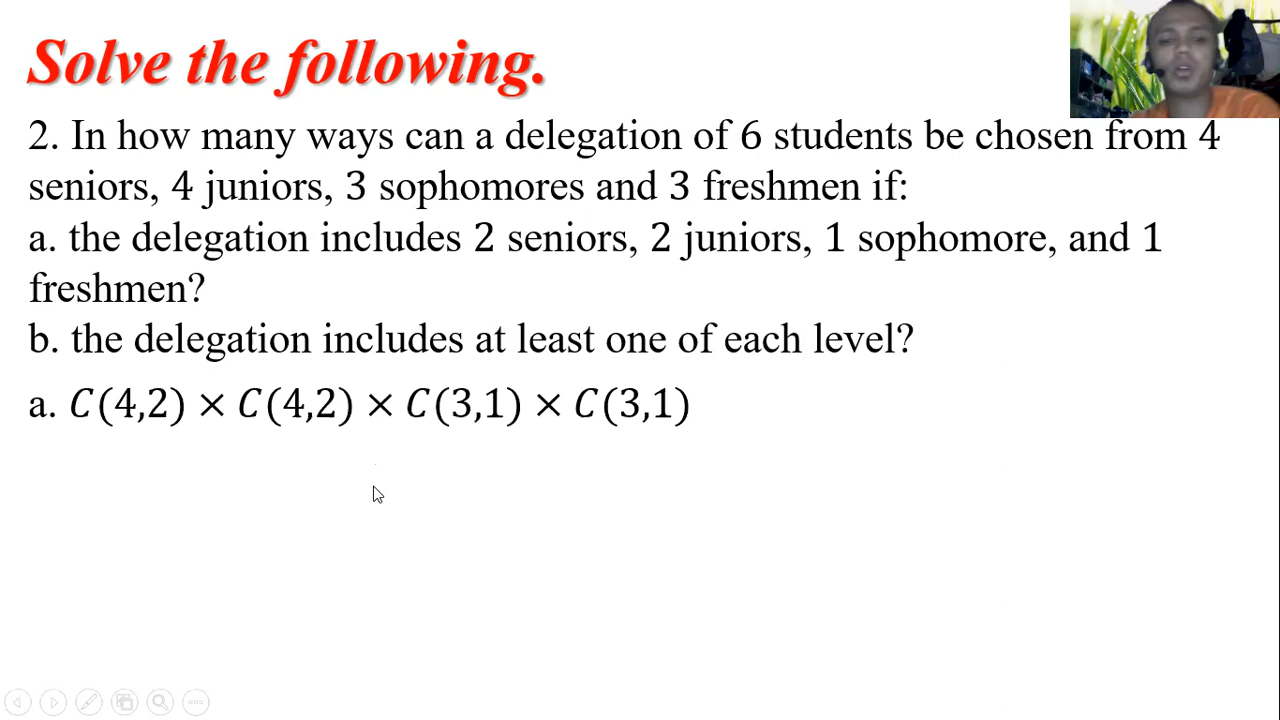 Solve the following.
2. In how many ways can a delegation of 6 students be chosen from 4
seniors, 4 juniors, 3 sophomores and 3 freshmen if:
a. the delegation includes 2 seniors, 2 juniors, 1 sophomore, and 1
freshmen?
b. the delegation includes at least one of each level?
a. C(4,2) × C(4,2) × C(3,1) × C(3,1)